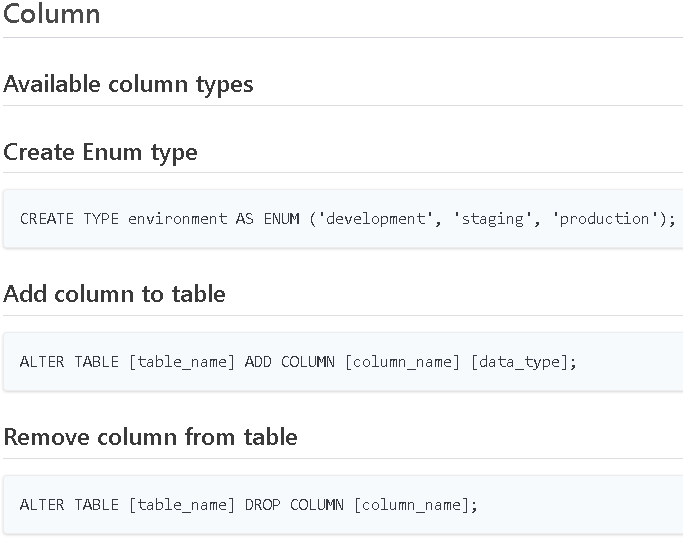 Column
Available column types
Create Enum type
CREATE TYPE environment AS ENUM ('development', 'staging', 'production');
Add column to table
ALTER TABLE [table_name] ADD COLUMN [column_name] [data_type];
Remove column from table
ALTER TABLE [table_name] DROP COLUMN [column_name];